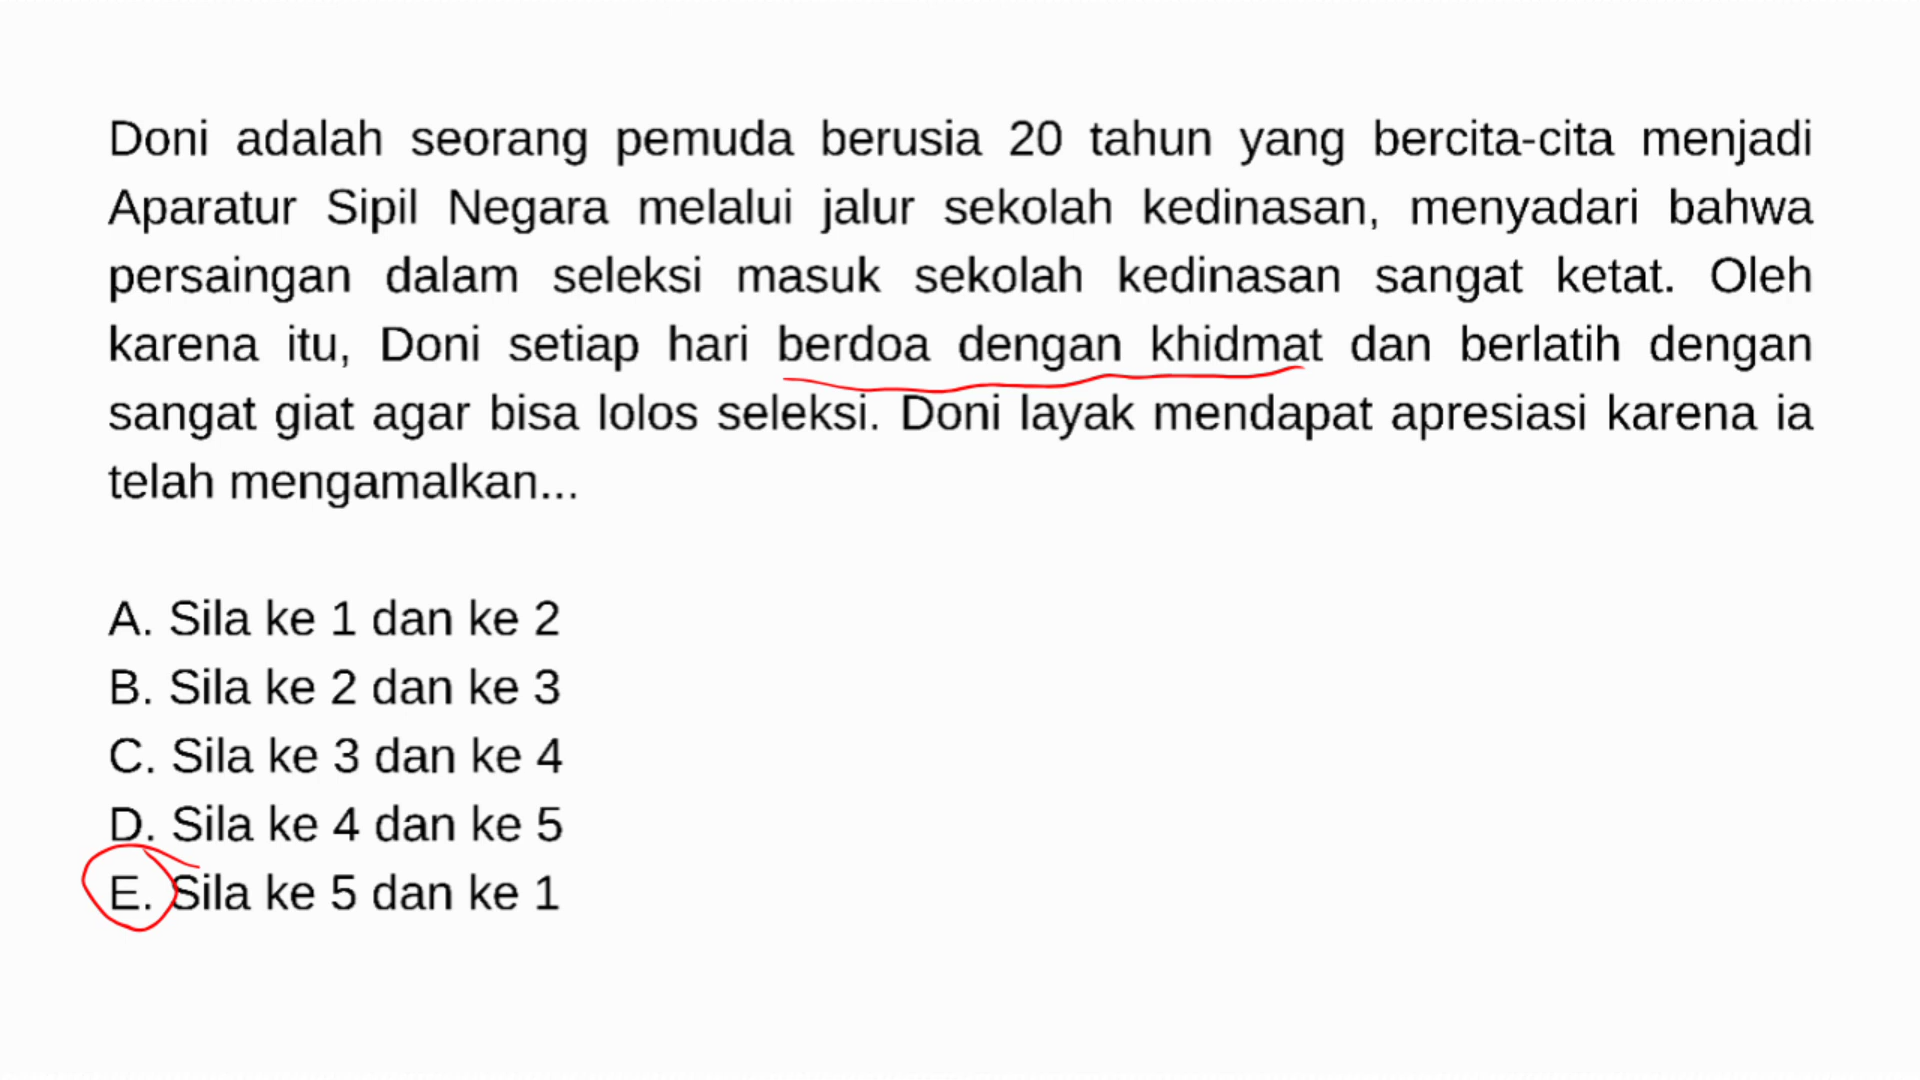 Doni adalah seorang pemuda berusia 20 tahun yang bercita-cita menjadi
Aparatur Sipil Negara melalui jalur sekolah kedinasan, menyadari bahwa
persaingan dalam seleksi masuk sekolah kedinasan sangat ketat. Oleh
karena itu, Doni setiap hari berdoa dengan khidmat dan berlatih dengan
sangat giat agar bisa lolos seleksi. Doni layak mendapat apresiasi karena ia
telah mengamalkan...
A. Sila ke 1 dan ke 2
B. Sila ke 2 dan ke 3
C. Sila ke 3 dan ke 4
D. Sila ke 4 dan ke 5
E. Sila ke 5 dan ke 1